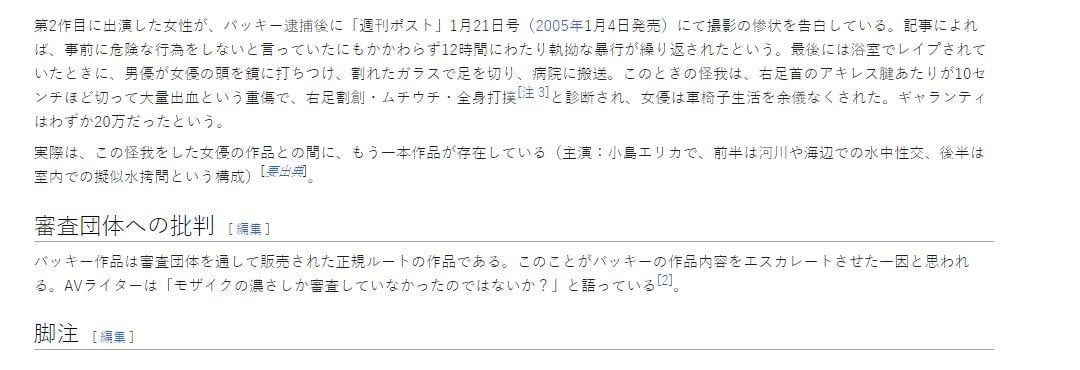 第2作目に出演した女性が、バッキー逮捕後に「週刊ポスト」1月21日号（2005年1月4日発売）にて撮影の惨状を告白している。記事によれ
ば、事前に危険な行為をしないと言っていたにもかかわらず12時間にわたり執拗な暴行が繰り返されたという。最後には浴室でレイプされて
いたときに、男優が女優の頭を鏡に打ちつけ、割れたガラスで足を切り、病院に搬送。このときの怪我は、右足首のアキレス腱あたりが10セ
ンチほど切って大量出血という重傷で、右足割創・ムチウチ・全身打撲[注 3]と診断され、女優は車椅子生活を余儀なくされた。ギャランティ
はわずか20万だったという。
実際は、この怪我をした女優の作品との間に、もう一本作品が存在している（主演：小島エリカで、前半は河川や海辺での水中性交、後半は
室内での擬似水拷問という構成）[要出典]。
審査団体への批判 [ 編集 ]
バッキー作品は審査団体を通して販売された正規ルートの作品である。このことがバッキーの作品内容をエスカレートさせた一因と思われ
る。AVライターは「モザイクの濃さしか審査していなかったのではないか？」と語っている[2]。
脚注 [ 編集 ]